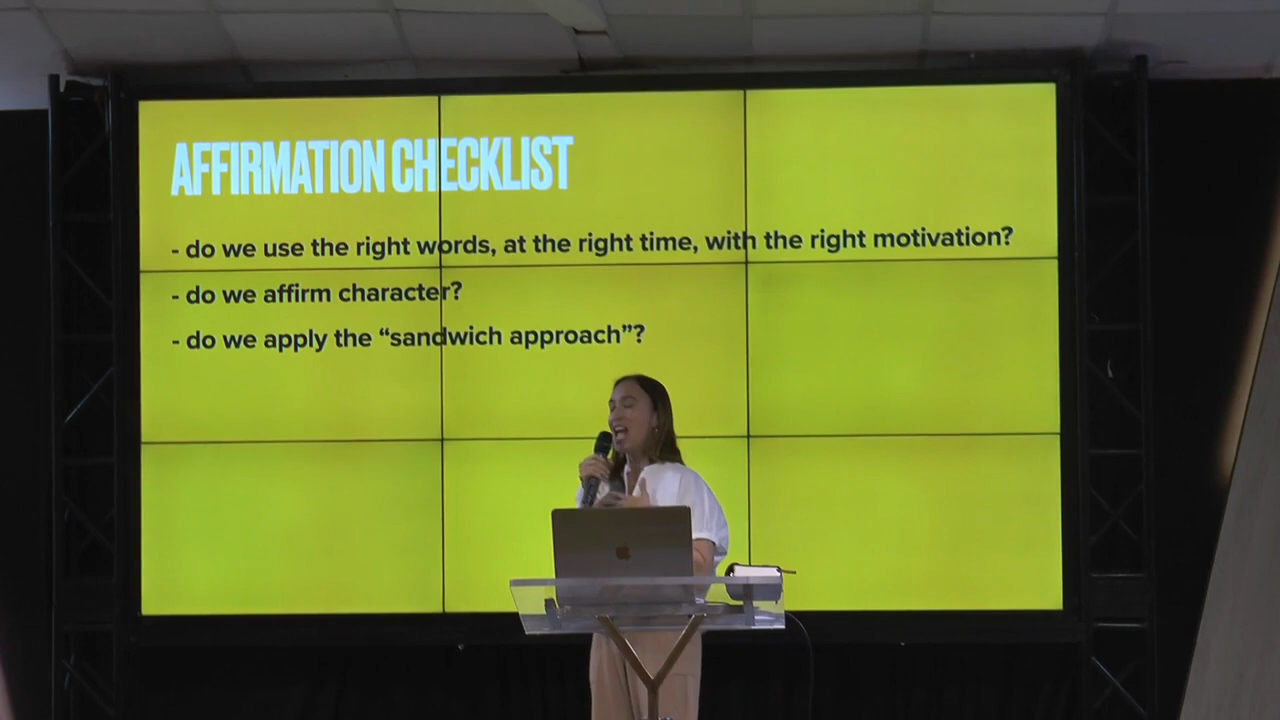 AFFIRMATION CHECKLIST
- do we use the right words, at the right time, with the right motivation?
- do we affirm character?
- do we apply the “sandwich approach”?